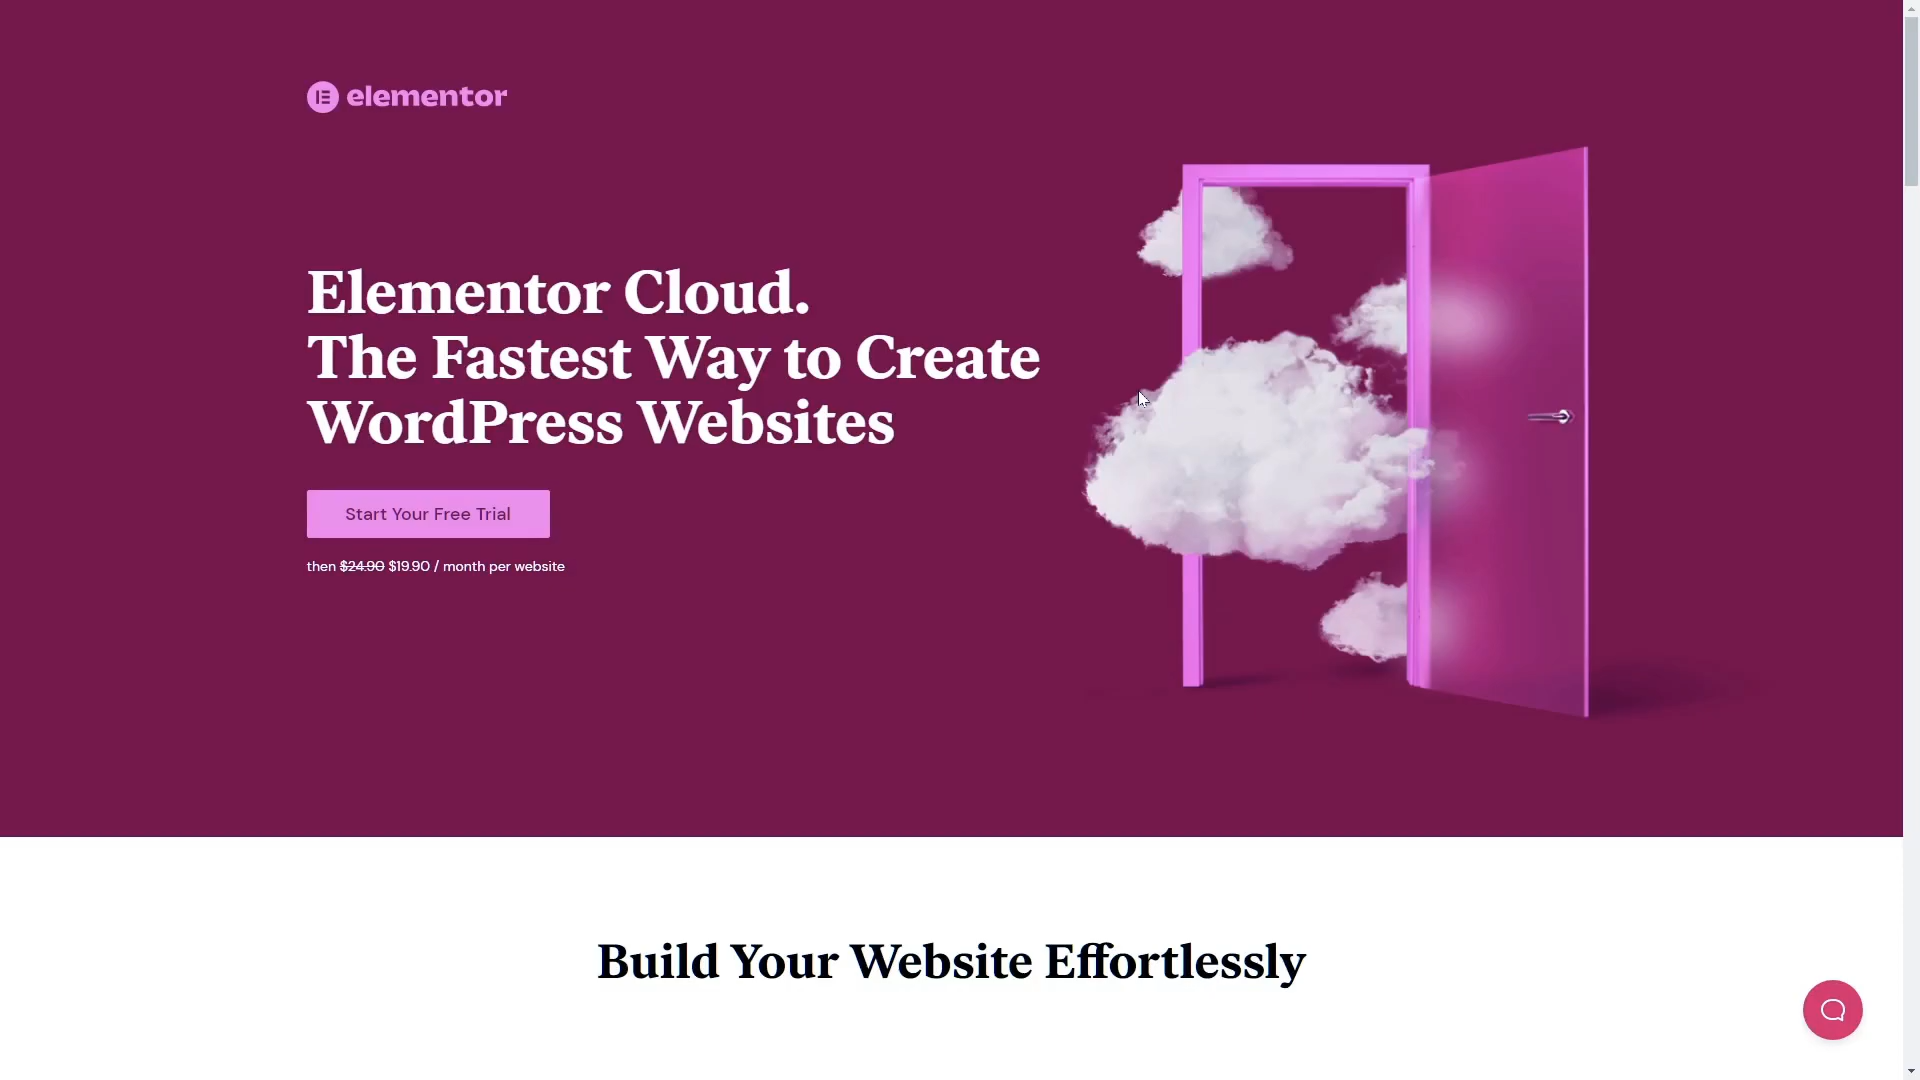 elementor
Elementor Cloud.
The Fastest Way to Create
WordPress Websites
Start Your Free Trial
then $24.90 $19.90 / month per website
Build Your Website Effortlessly